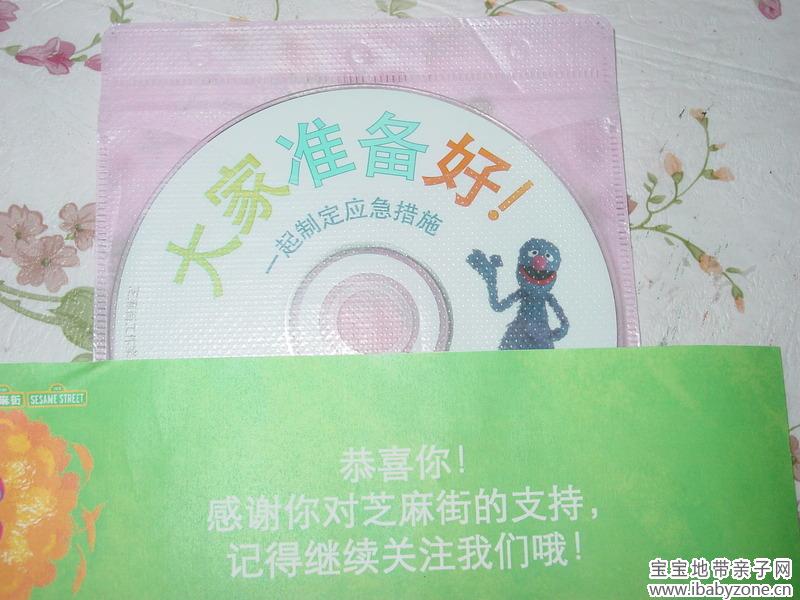 大家准备好!
一起制定应急措施
麻街 SESAME STREET
恭喜你!
感谢你对芝麻街的支持，
记得继续关注我们哦!
宝宝地带亲子网
www.ibabyzone.cn